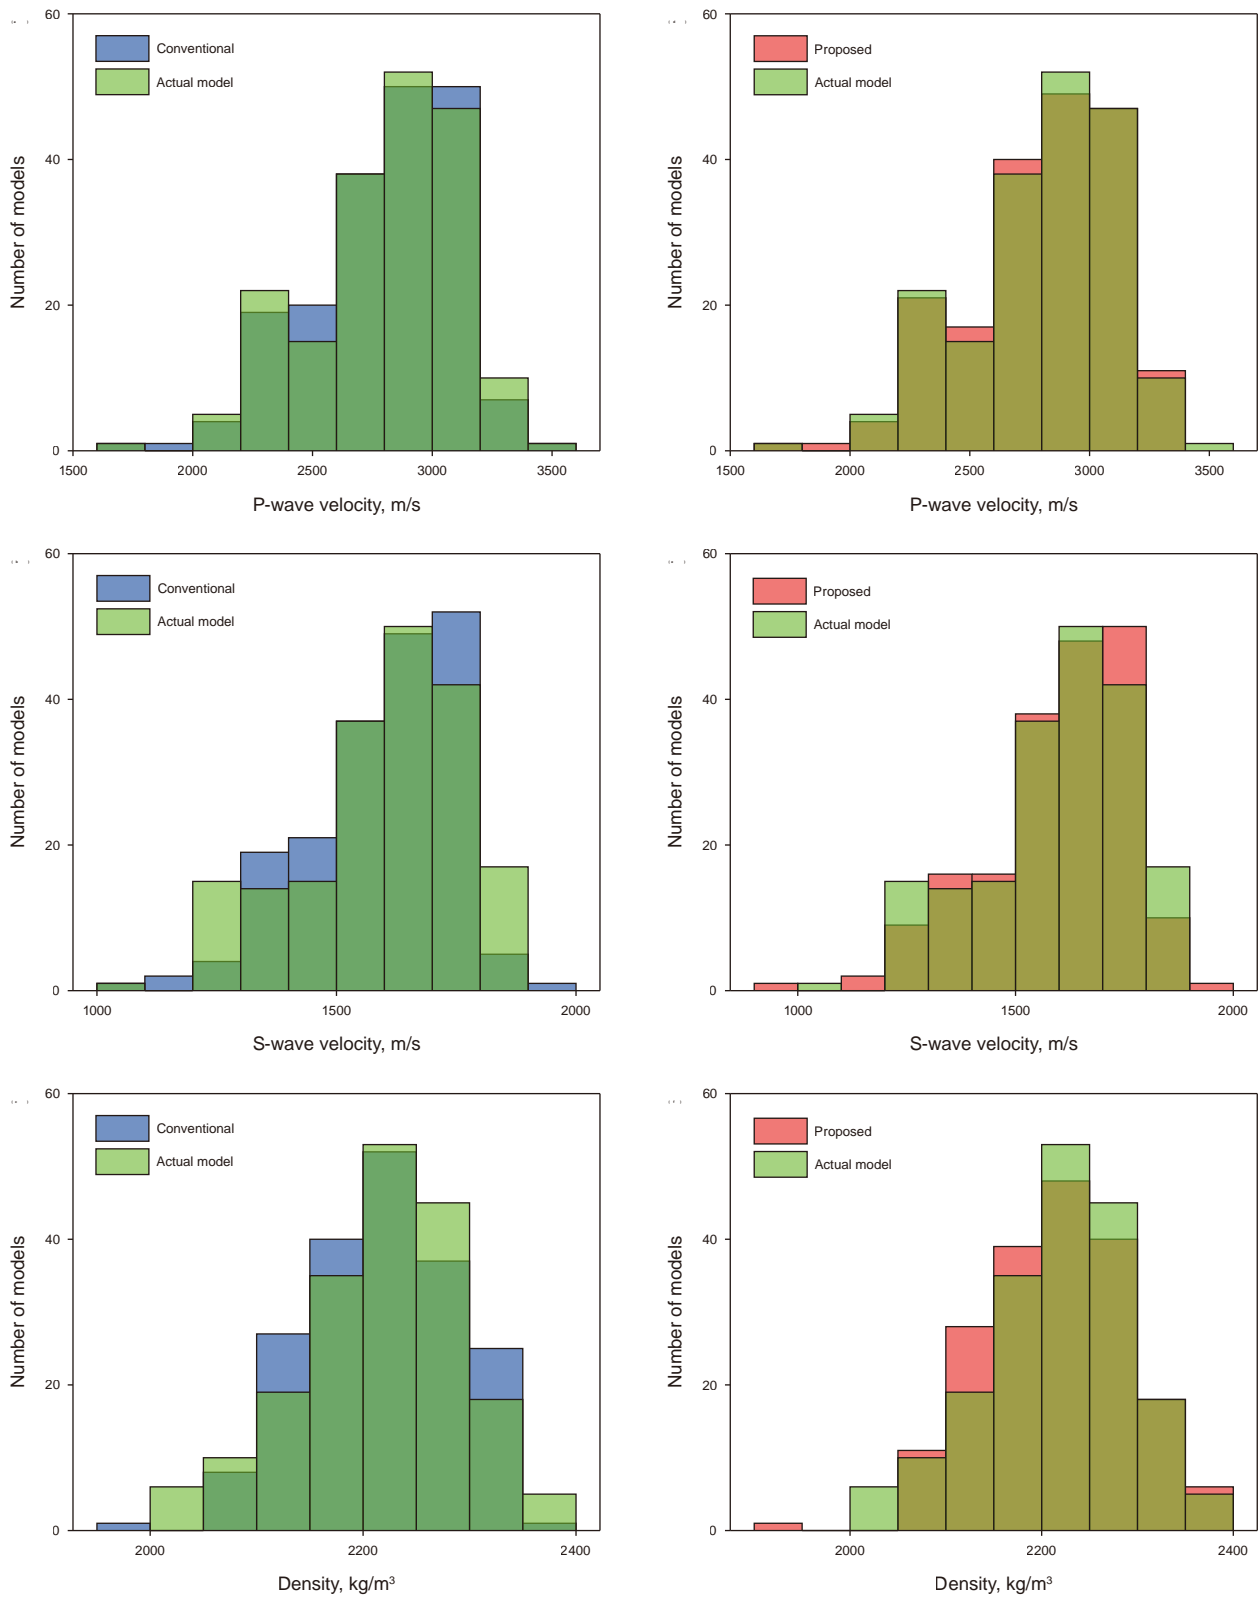 60
40
20
0
Number of models
Conventional
Actual model
1500
2000
2500
3000
3500
P-wave velocity, m/s
60
40
20
0
Number of models
Proposed
Actual model
1500
2000
2500
3000
3500
P-wave velocity, m/s
60
40
20
0
Number of models
Conventional
Actual model
1000
1500
2000
S-wave velocity, m/s
60
40
20
0
Number of models
Proposed
Actual model
1000
1500
2000
S-wave velocity, m/s
60
40
20
0
Number of models
Conventional
Actual model
2000
2200
2400
Density, kg/m³
60
40
20
0
Number of models
Proposed
Actual model
2000
2200
2400
Density, kg/m³